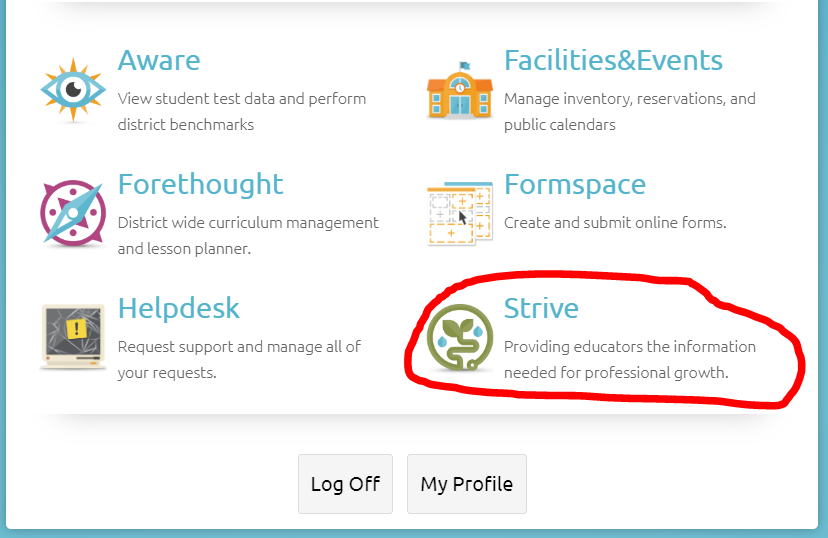 Aware
View student test data and perform
district benchmarks
Facilities&Events
Manage inventory, reservations, and
public calendars
Forethought
District wide curriculum management
and lesson planner.
Formspace
Create and submit online forms.
Helpdesk
Request support and manage all of
your requests.
Strive
Providing educators the information
needed for professional growth.
Log Off
My Profile